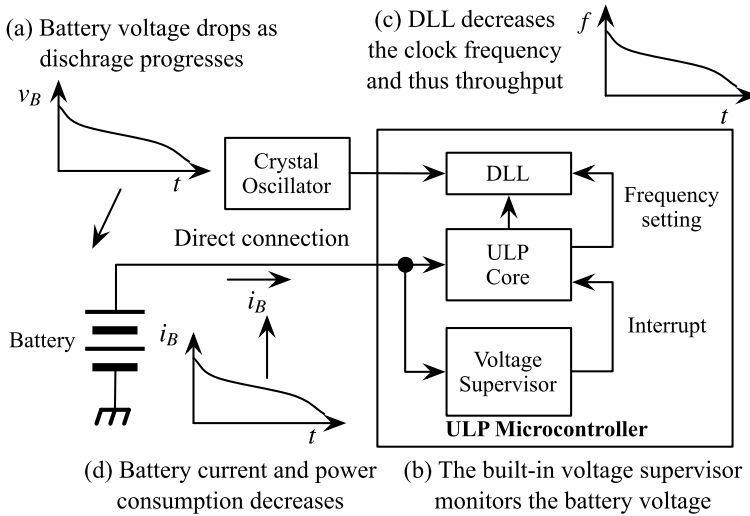 (a) Battery voltage drops as
dischrage progresses
(c) DLL decreases
the clock frequency
and thus throughput
f
t
v_B
t
Crystal
Oscillator
DLL
Frequency
setting
Direct connection
ULP
Core
i_B
Battery
i_B
t
Interrupt
Voltage
Supervisor
ULP Microcontroller
(d) Battery current and power
consumption decreases
(b) The built-in voltage supervisor
monitors the battery voltage